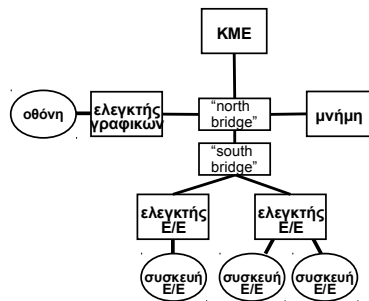 ΚΜΕ
οθόνη
ελεγκτής
γραφικών
“north
bridge”
μνήμη
“south
bridge”
ελεγκτής
Ε/Ε
ελεγκτής
Ε/Ε
συσκευή
Ε/Ε
συσκευή
Ε/Ε
συσκευή
Ε/Ε